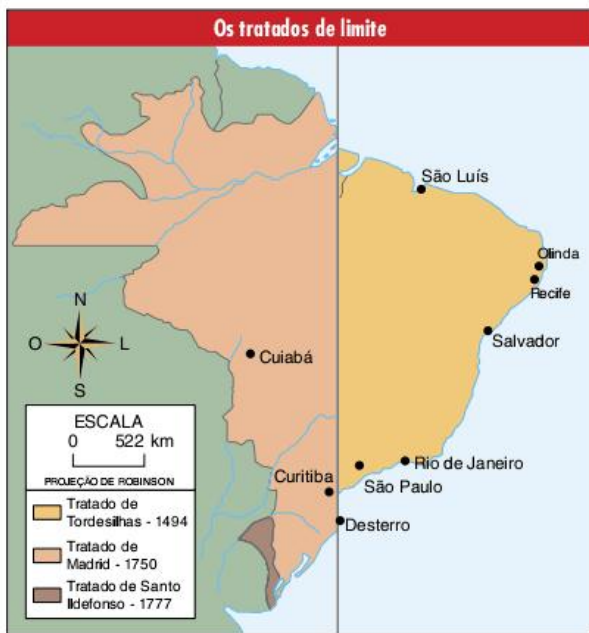 Os tratados de limite
São Luís
Olinda
Recife
Salvador
N
O L
S
Cuiabá
ESCALA
0 522 km
PROJEÇÃO DE ROBINSON
Tratado de
Tordesilhas - 1494
Tratado de
Madrid - 1750
Tratado de Santo
Ildefonso - 1777
Rio de Janeiro
São Paulo
Curitiba
Desterro